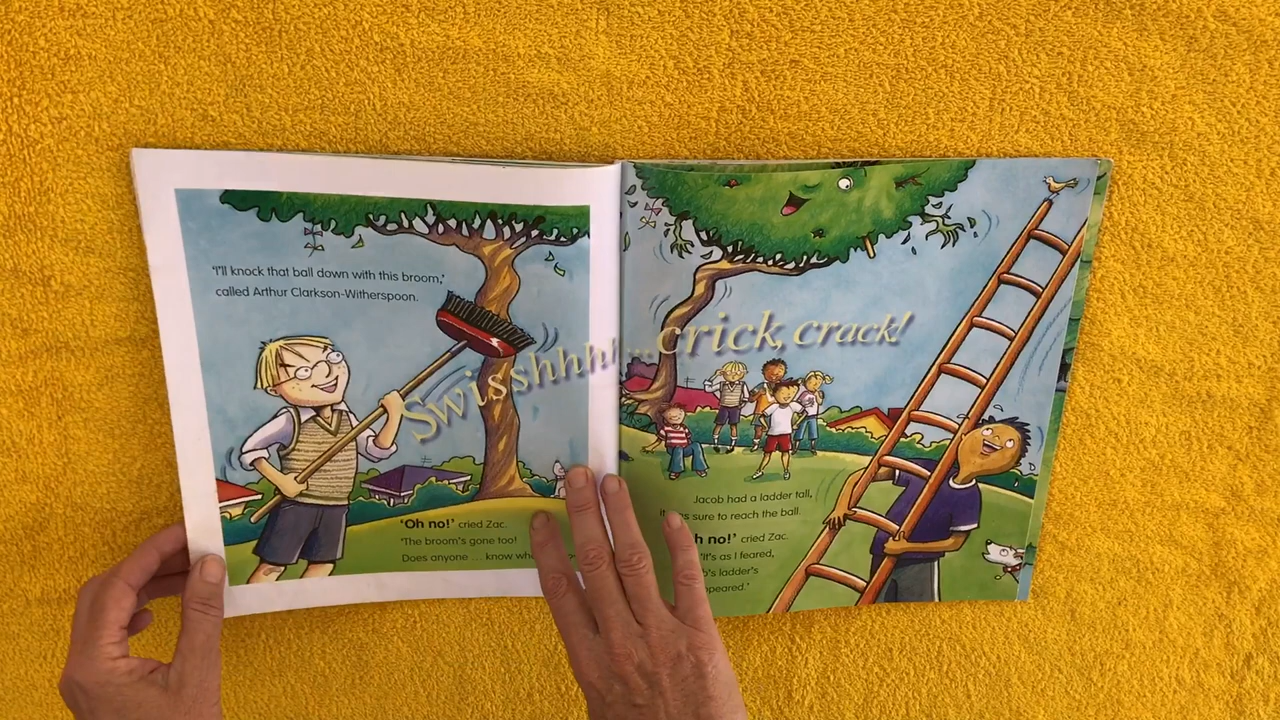 'I'll knock that ball down with this broom,'
called Arthur Clarkson-Witherspoon.
Swisshhh!...crick, crack!
'Oh no!' cried Zac.
'The broom's gone too!
Does anyone ... know
Jacob had a ladder tall,
sure to reach the ball.
no!' cried Zac.
'It's as I feared,
ladder's